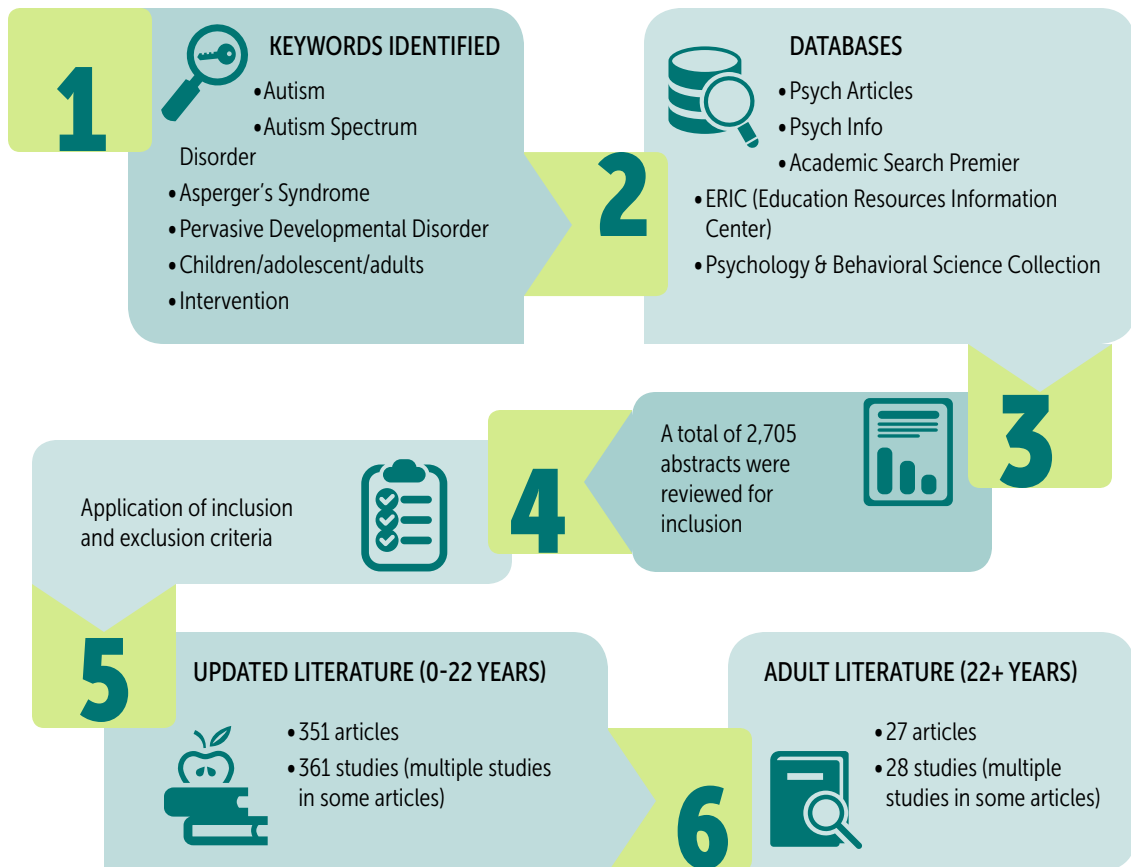 1
KEYWORDS IDENTIFIED
•Autism
•Autism Spectrum
Disorder
•Asperger’s Syndrome
•Pervasive Developmental Disorder
•Children/adolescent/adults
•Intervention
2
DATABASES
•Psych Articles
•Psych Info
•Academic Search Premier
•ERIC (Education Resources Information
Center)
•Psychology & Behavioral Science Collection
3
A total of 2,705
abstracts were
reviewed for
inclusion
4
Application of inclusion
and exclusion criteria
5
UPDATED LITERATURE (0-22 YEARS)
•351 articles
•361 studies (multiple studies
in some articles)
6
ADULT LITERATURE (22+ YEARS)
•27 articles
•28 studies (multiple
studies in some articles)